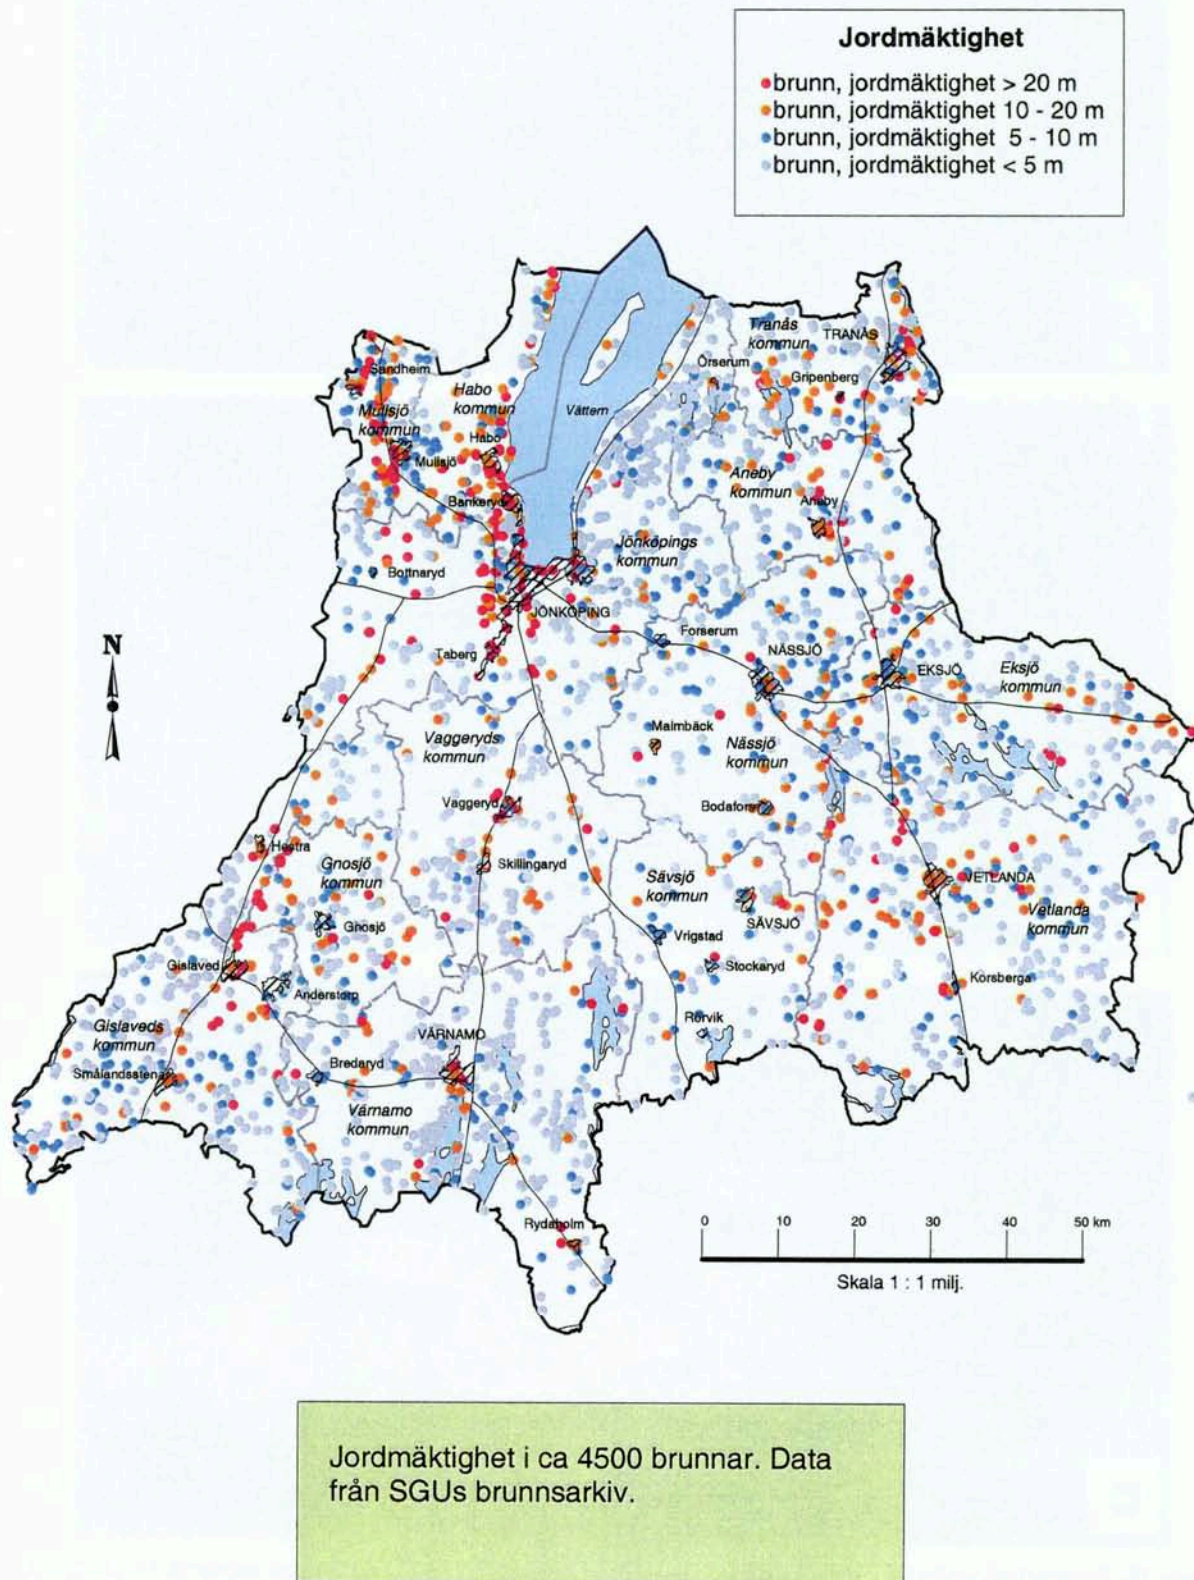 Jordmäktighet
brunn, jordmäktighet > 20 m
brunn, jordmäktighet 10 - 20 m
brunn, jordmäktighet 5 - 10 m
brunn, jordmäktighet < 5 m
Tranås
kommun
TRANÅS
Sandheim
Örserum
Gripenberg
Habo
kommun
Mullsjö
kommun
Vättern
Habo
Mullsjö
Aneby
kommun
Bankeryd
Aneby
Jönköpings
kommun
Bottnaryd
JÖNKÖPING
N
Forserum
Taberg
NÄSSJÖ
EKSJÖ
Eksjö
kommun
Malmbäck
Vaggeryds
kommun
Nässjö
kommun
Vaggeryd
Bodafors
Hestra
Gnosjö
kommun
Skillingaryd
Sävsjö
kommun
VETLANDA
Vetlanda
kommun
Gnosjö
SÄVSJÖ
Vrigstad
Gislaved
Stockaryd
Korsberga
Anderstorp
Gislaveds
kommun
VÄRNAMO
Rörvik
Bredaryd
Smålandsstenar
Värnamo
kommun
Rydaholm
0 10 20 30 40 50 km
Skala 1 : 1 milj.
Jordmäktighet i ca 4500 brunnar. Data
från SGUs brunnsarkiv.